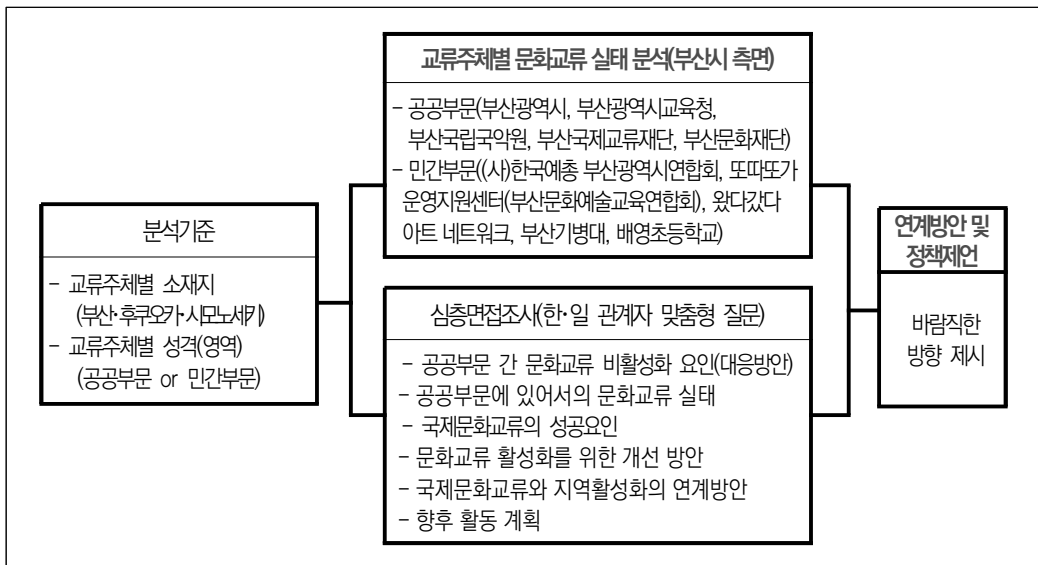 분석기준
- 교류주체별 소재지
(부산·후쿠오카·시모노세키)
- 교류주체별 성격(영역)
(공공부문 or 민간부문)
교류주체별 문화교류 실태 분석(부산시 측면)
- 공공부문(부산광역시, 부산광역시교육청,
부산국립국악원, 부산국제교류재단, 부산문화재단)
- 민간부문((사)한국예총 부산광역시연합회, 또따또가
운영지원센터(부산문화예술교육연합회), 왔다갔다
아트 네트워크, 부산기병대, 배영초등학교)
심층면접조사(한·일 관계자 맞춤형 질문)
- 공공부문 간 문화교류 비활성화 요인(대응방안)
- 공공부문에 있어서의 문화교류 실태
- 국제문화교류의 성공요인
- 문화교류 활성화를 위한 개선 방안
- 국제문화교류와 지역활성화의 연계방안
- 향후 활동 계획
연계방안 및
정책제언
바람직한
방향 제시